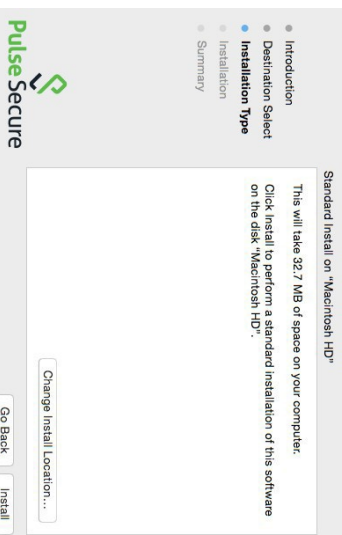 Standard Install on "Macintosh HD"
Introduction
Destination Select
Installation Type
Installation
Summary
This will take 32.7 MB of space on your computer.
Click Install to perform a standard installation of this software
on the disk "Macintosh HD".
Change Install Location...
Pulse Secure
Go Back
Install